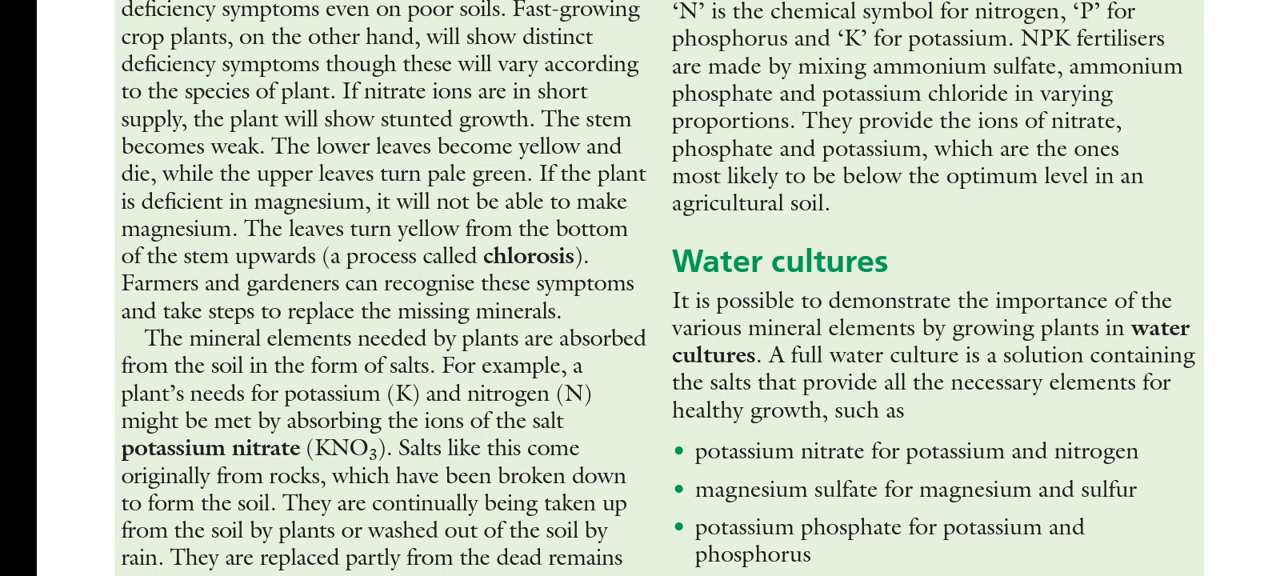 deficiency symptoms even on poor soils. Fast-growing
crop plants, on the other hand, will show distinct
deficiency symptoms though these will vary according
to the species of plant. If nitrate ions are in short
supply, the plant will show stunted growth. The stem
becomes weak. The lower leaves become yellow and
die, while the upper leaves turn pale green. If the plant
is deficient in magnesium, it will not be able to make
magnesium. The leaves turn yellow from the bottom
of the stem upwards (a process called chlorosis).
Farmers and gardeners can recognise these symptoms
and take steps to replace the missing minerals.
The mineral elements needed by plants are absorbed
from the soil in the form of salts. For example, a
plant’s needs for potassium (K) and nitrogen (N)
might be met by absorbing the ions of the salt
potassium nitrate (KNO₃). Salts like this come
originally from rocks, which have been broken down
to form the soil. They are continually being taken up
from the soil by plants or washed out of the soil by
rain. They are replaced partly from the dead remains
‘N’ is the chemical symbol for nitrogen, ‘P’ for
phosphorus and ‘K’ for potassium. NPK fertilisers
are made by mixing ammonium sulfate, ammonium
phosphate and potassium chloride in varying
proportions. They provide the ions of nitrate,
phosphate and potassium, which are the ones
most likely to be below the optimum level in an
agricultural soil.
Water cultures
It is possible to demonstrate the importance of the
various mineral elements by growing plants in water
cultures. A full water culture is a solution containing
the salts that provide all the necessary elements for
healthy growth, such as
• potassium nitrate for potassium and nitrogen
• magnesium sulfate for magnesium and sulfur
• potassium phosphate for potassium and
phosphorus